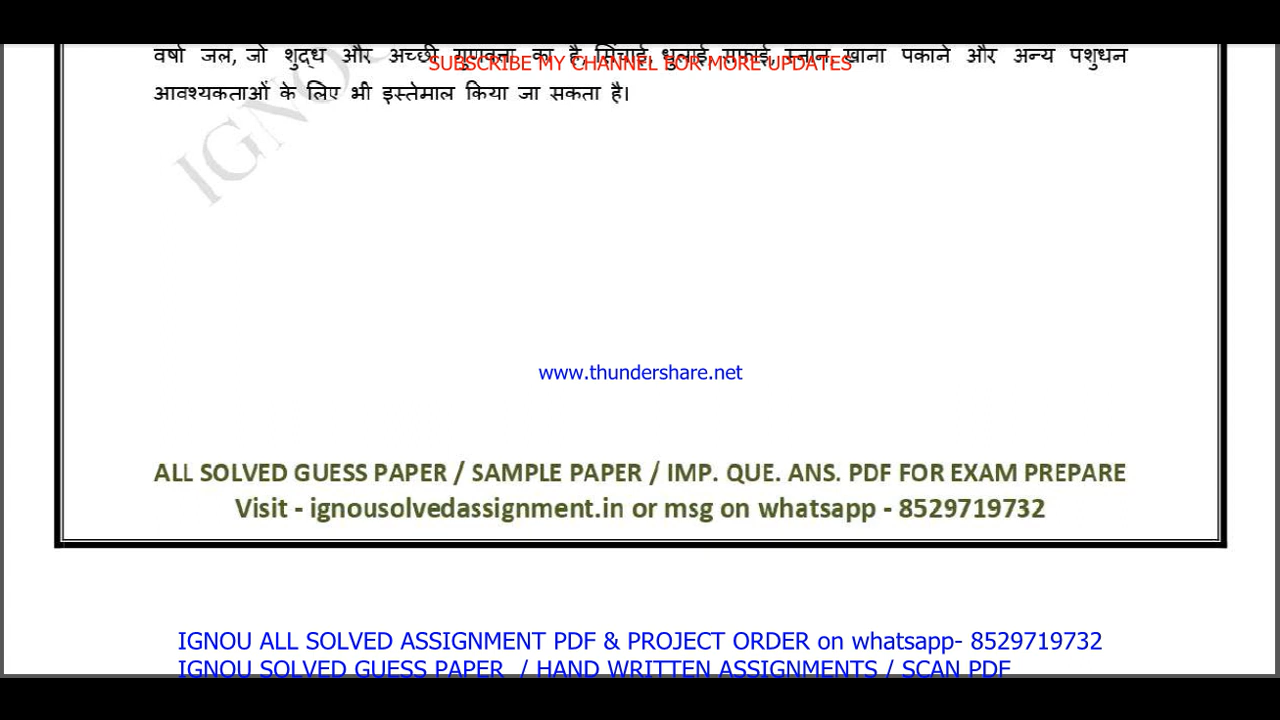 वर्षा जल, जो शुद्ध और अच्छी गुणवत्ता का है, सिंचाई, धुलाई, सफाई, स्नान, खाना पकाने और अन्य पशुधन
SUBSCRIBE MY CHANNEL FOR MORE UPDATES
आवश्यकताओं के लिए भी इस्तेमाल किया जा सकता है।
IGNO
www.thundershare.net
ALL SOLVED GUESS PAPER / SAMPLE PAPER / IMP. QUE. ANS. PDF FOR EXAM PREPARE
Visit - ignousolvedassignment.in or msg on whatsapp - 8529719732
IGNOU ALL SOLVED ASSIGNMENT PDF & PROJECT ORDER on whatsapp- 8529719732
IGNOU SOLVED GUESS PAPER / HAND WRITTEN ASSIGNMENTS / SCAN PDF